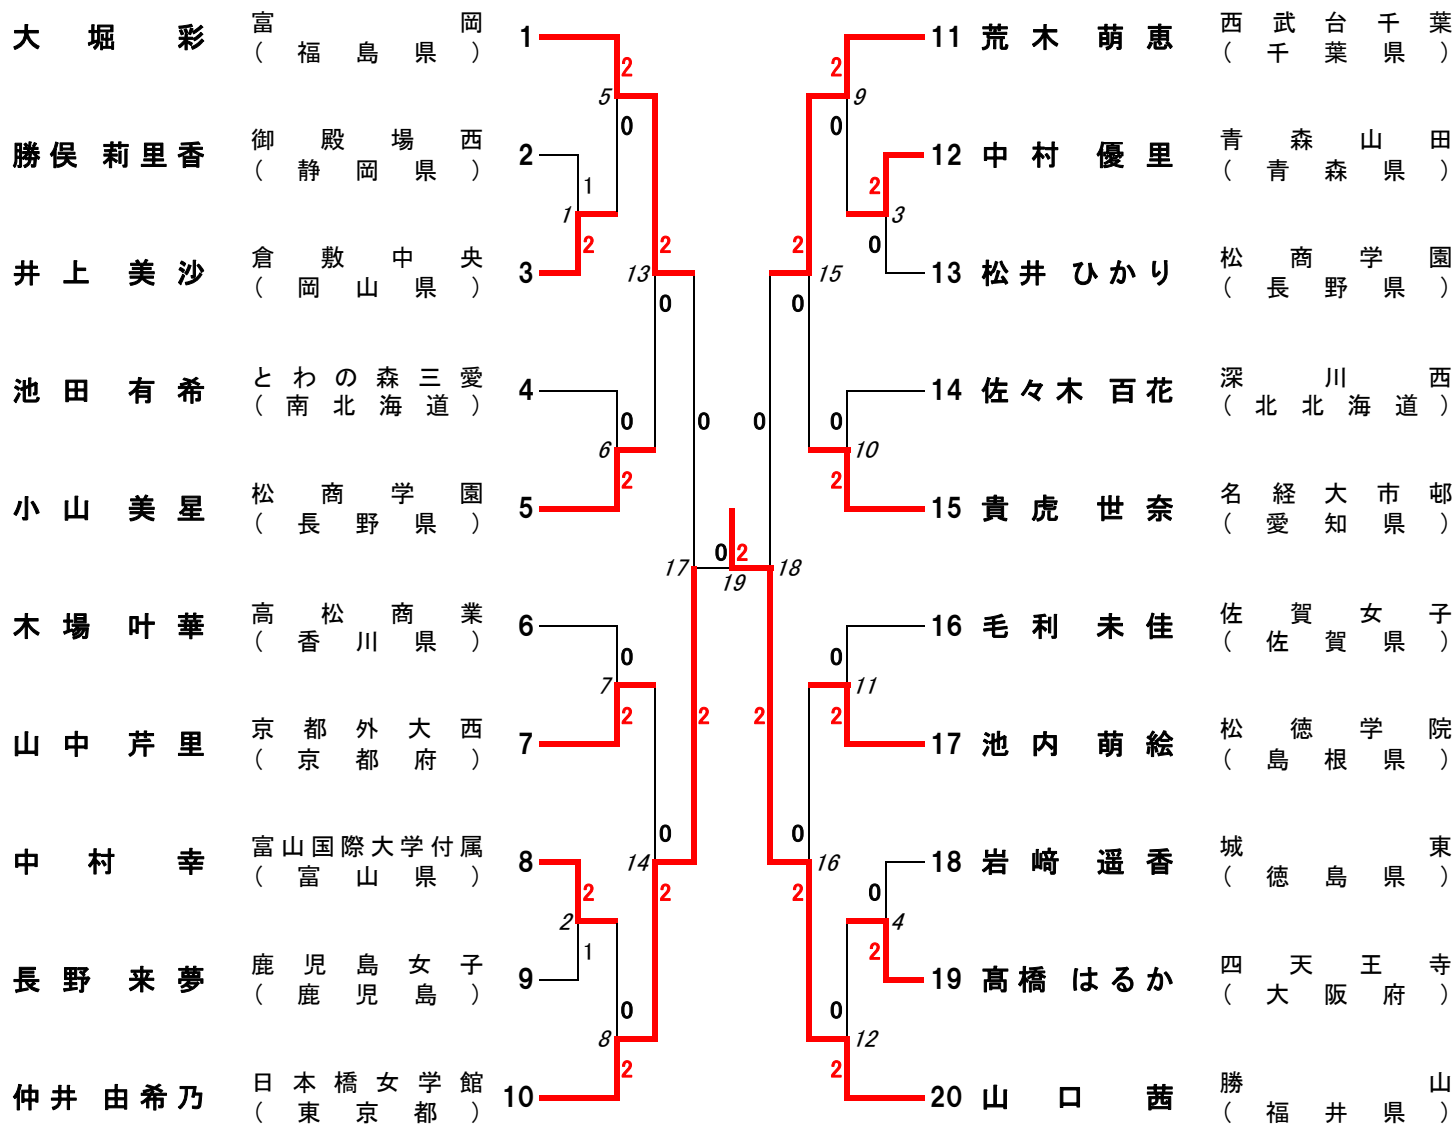 大堀 彩 富岡 (福島県) 1
勝俣 莉里香 御殿場西 (静岡県) 2
井上 美沙 倉敷中央 (岡山県) 3
池田 有希 とわの森三愛 (南北海道) 4
小山 美星 松商学園 (長野県) 5
木場 叶華 高松商業 (香川県) 6
山中 芹里 京都外大西 (京都府) 7
中村 幸 富山国際大学付属 (富山県) 8
長野 来夢 鹿児島女子 (鹿児島) 9
仲井 由希乃 日本橋女学館 (東京都) 10
2
5
0
1
1
2
2
13
0
0
6
2
0
17
0
7
2
2
0
14
2
2
2
1
0
8
2
0
2
19
2
9
0
2
3
0
2
15
0
0
10
2
0
18
0
11
2
2
0
16
2
0
4
2
0
12
2
11 荒木 萌恵 西武台千葉 (千葉県)
12 中村 優里 青森山田 (青森県)
13 松井 ひかり 松商学園 (長野県)
14 佐々木 百花 深川西 (北北海道)
15 貴虎 世奈 名経大市邨 (愛知県)
16 毛利 未佳 佐賀女子 (佐賀県)
17 池内 萌絵 松徳学院 (島根県)
18 岩﨑 遥香 城東 (徳島県)
19 髙橋 はるか 四天王寺 (大阪府)
20 山口 茜 勝山 (福井県)